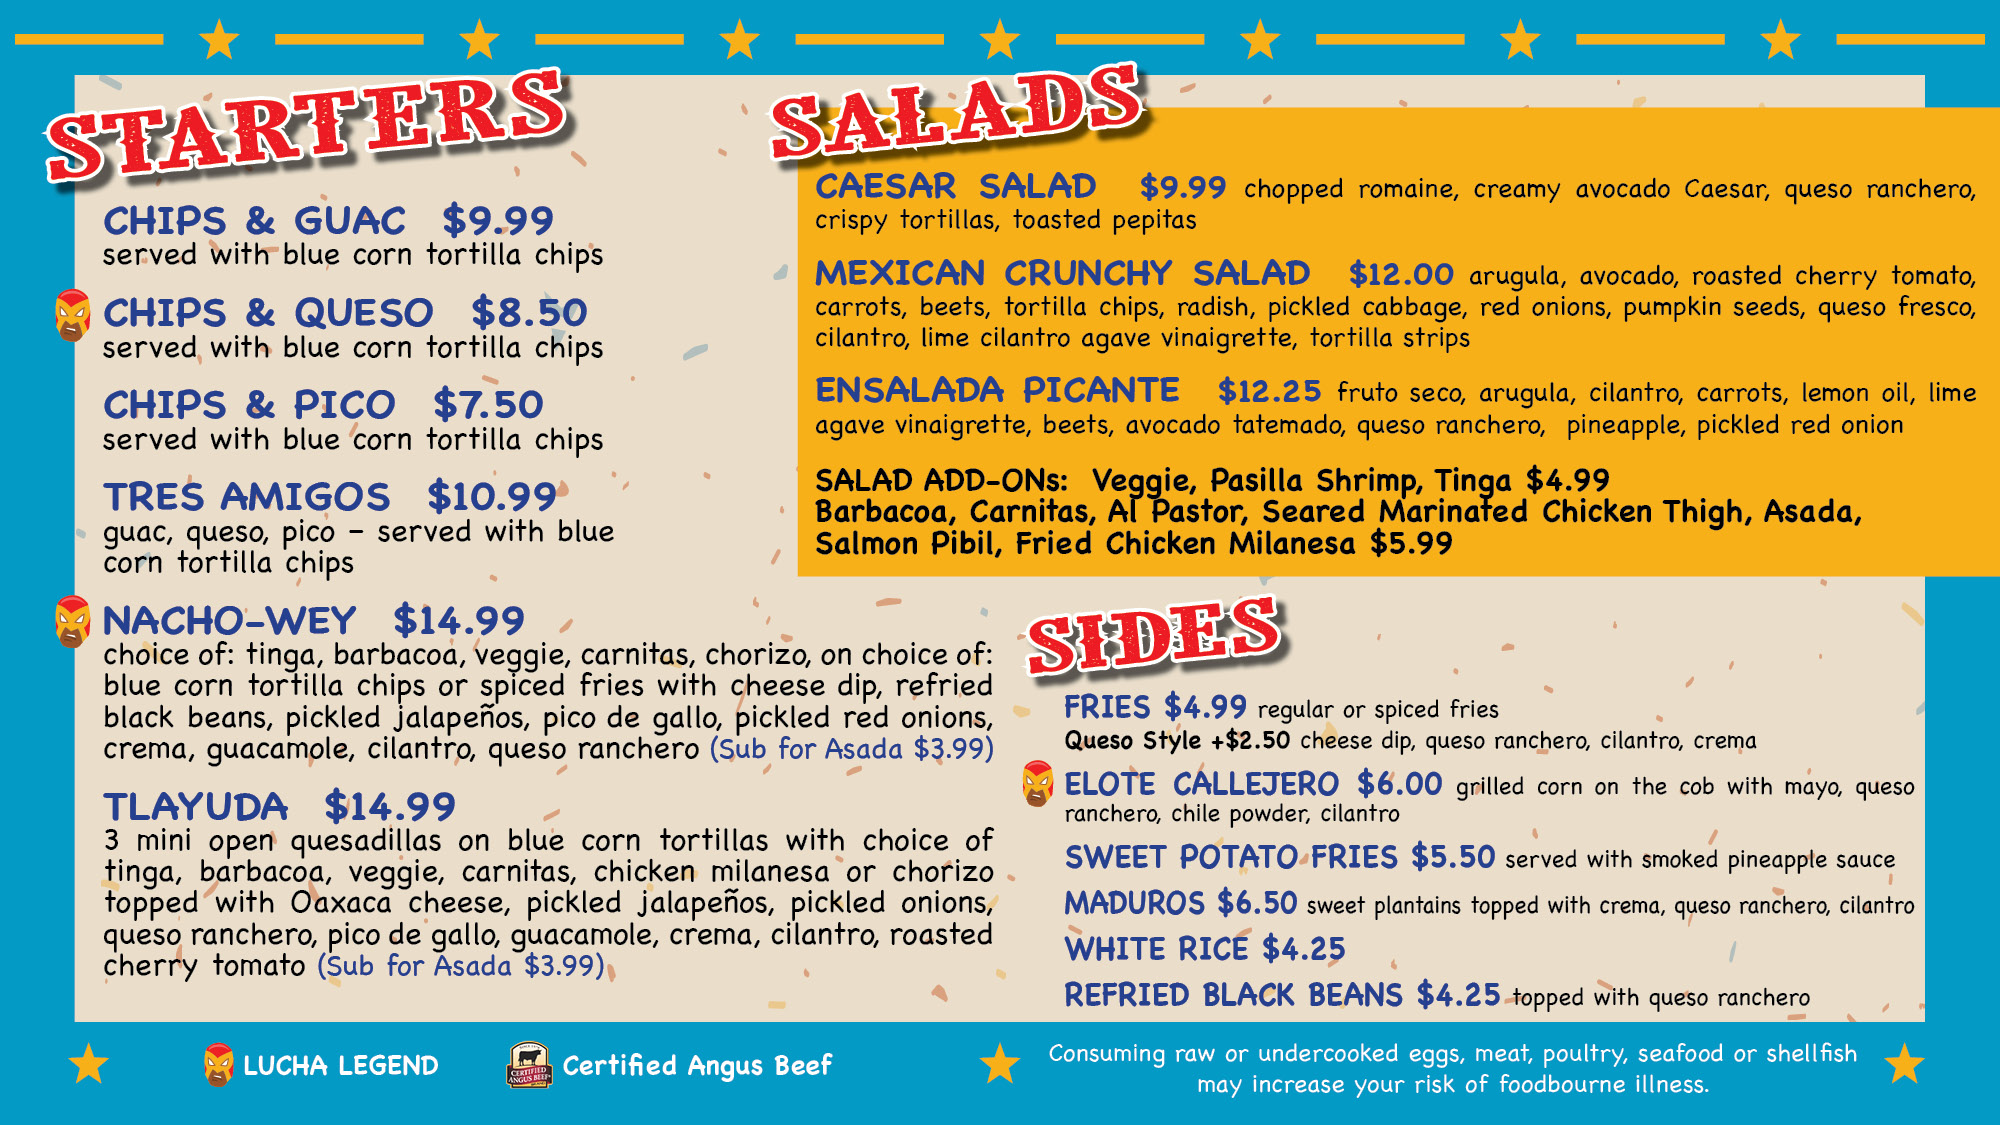 STARTERS
CHIPS & GUAC $9.99
served with blue corn tortilla chips
CHIPS & QUESO $8.50
served with blue corn tortilla chips
CHIPS & PICO $7.50
served with blue corn tortilla chips
TRES AMIGOS $10.99
guac, queso, pico – served with blue
corn tortilla chips
NACHO-WEY $14.99
choice of: tinga, barbacoa, veggie, carnitas, chorizo, on choice of:
blue corn tortilla chips or spiced fries with cheese dip, refried
black beans, pickled jalapeños, pico de gallo, pickled red onions,
crema, guacamole, cilantro, queso ranchero (Sub for Asada $3.99)
TLAYUDA $14.99
3 mini open quesadillas on blue corn tortillas with choice of
tinga, barbacoa, veggie, carnitas, chicken milanesa or chorizo
topped with Oaxaca cheese, pickled jalapeños, pickled onions,
queso ranchero, pico de gallo, guacamole, crema, cilantro, roasted
cherry tomato (Sub for Asada $3.99)
SALADS
CAESAR SALAD $9.99 chopped romaine, creamy avocado Caesar, queso ranchero,
crispy tortillas, toasted pepitas
MEXICAN CRUNCHY SALAD $12.00 arugula, avocado, roasted cherry tomato,
carrots, beets, tortilla chips, radish, pickled cabbage, red onions, pumpkin seeds, queso fresco,
cilantro, lime cilantro agave vinaigrette, tortilla strips
ENSALADA PICANTE $12.25 fruto seco, arugula, cilantro, carrots, lemon oil, lime
agave vinaigrette, beets, avocado tatemado, queso ranchero, pineapple, pickled red onion
SALAD ADD-ONs: Veggie, Pasilla Shrimp, Tinga $4.99
Barbacoa, Carnitas, Al Pastor, Seared Marinated Chicken Thigh, Asada,
Salmon Pibil, Fried Chicken Milanesa $5.99
SIDES
FRIES $4.99 regular or spiced fries
Queso Style +$2.50 cheese dip, queso ranchero, cilantro, crema
ELOTE CALLEJERO $6.00 grilled corn on the cob with mayo, queso
ranchero, chile powder, cilantro
SWEET POTATO FRIES $5.50 served with smoked pineapple sauce
MADUROS $6.50 sweet plantains topped with crema, queso ranchero, cilantro
WHITE RICE $4.25
REFRIED BLACK BEANS $4.25 topped with queso ranchero
LUCHA LEGEND
CERTIFIED
ANGUS BEEF
Certified Angus Beef
Consuming raw or undercooked eggs, meat, poultry, seafood or shellfish
may increase your risk of foodbourne illness.